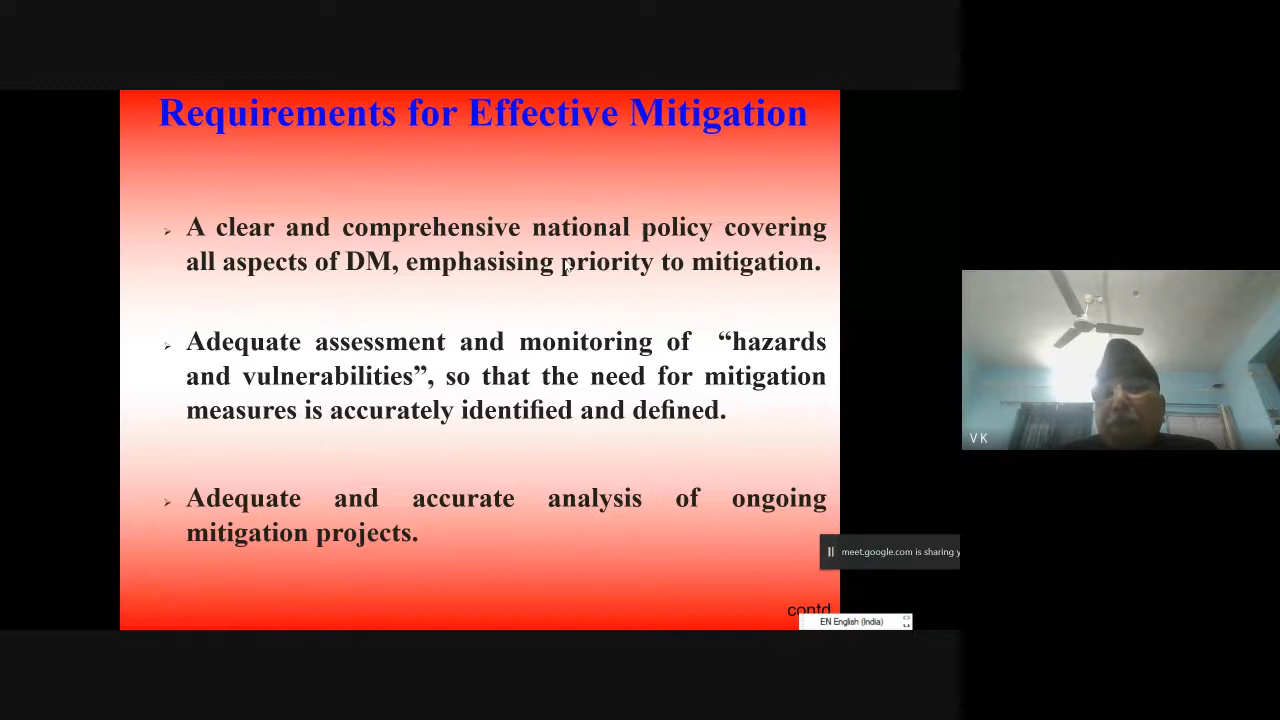 Requirements for Effective Mitigation
A clear and comprehensive national policy covering
all aspects of DM, emphasising priority to mitigation.
Adequate assessment and monitoring of “hazards
and vulnerabilities”, so that the need for mitigation
measures is accurately identified and defined.
Adequate and accurate analysis of ongoing
mitigation projects.
meet.google.com is sharing y
contd
EN English (India)
V K